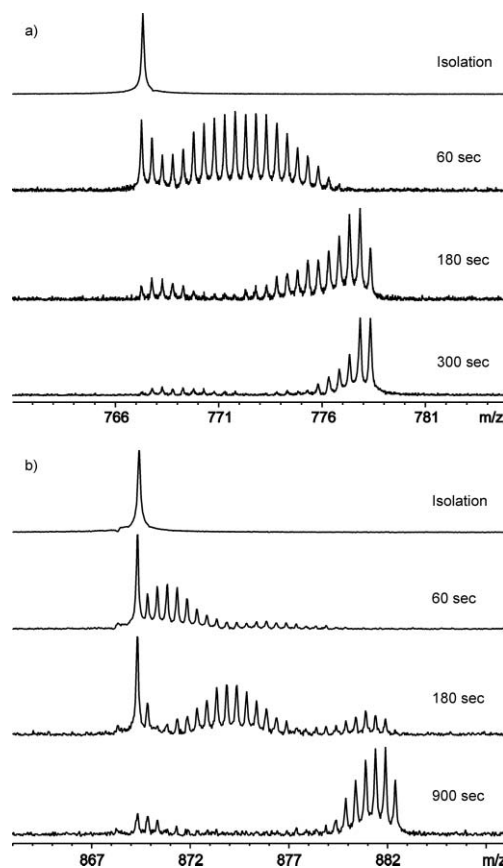 a)
Isolation
60 sec
180 sec
300 sec
766 771 776 781 m/z
b)
Isolation
60 sec
180 sec
900 sec
867 872 877 882 m/z